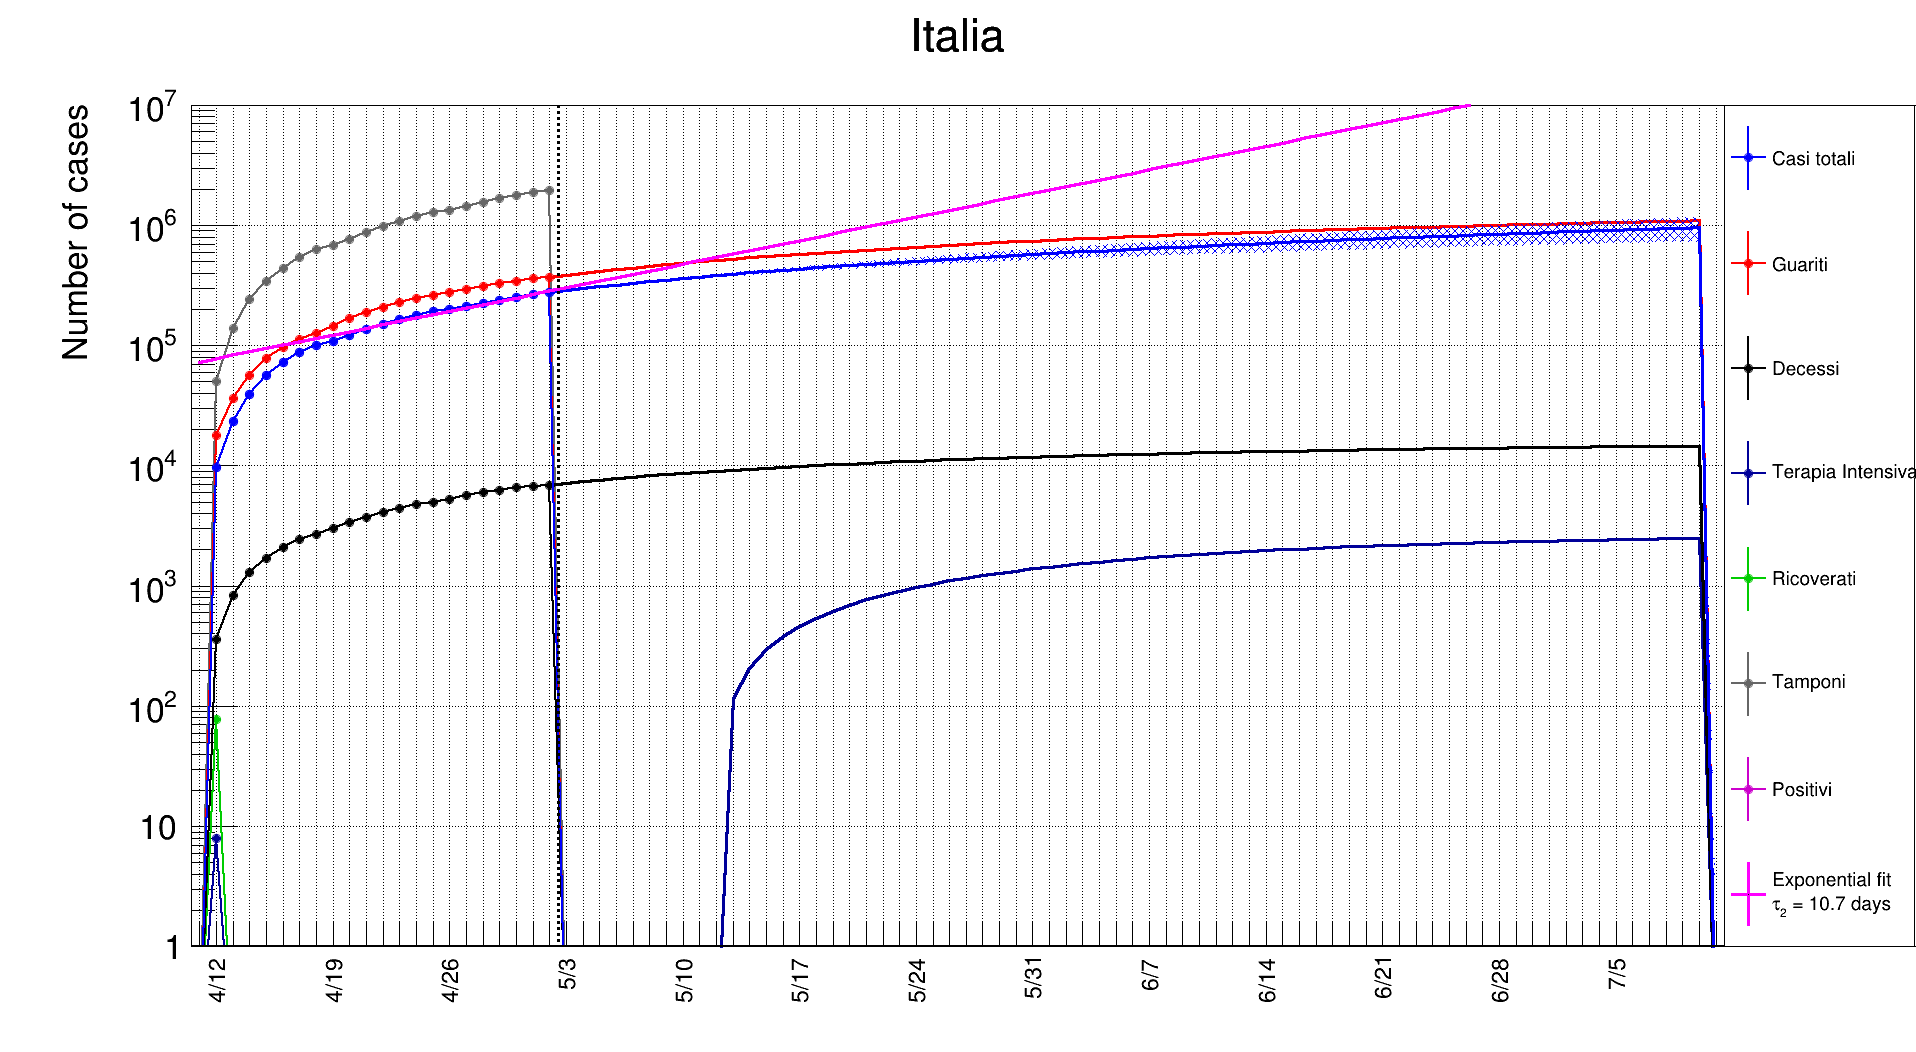 Italia
Number of cases
10^7
10^6
10^5
10^4
10^3
10^2
10
1
4/12
4/19
4/26
5/3
5/10
5/17
5/24
5/31
6/7
6/14
6/21
6/28
7/5
Casi totali
Guariti
Decessi
Terapia Intensiva
Ricoverati
Tamponi
Positivi
Exponential fit
τ₂ = 10.7 days